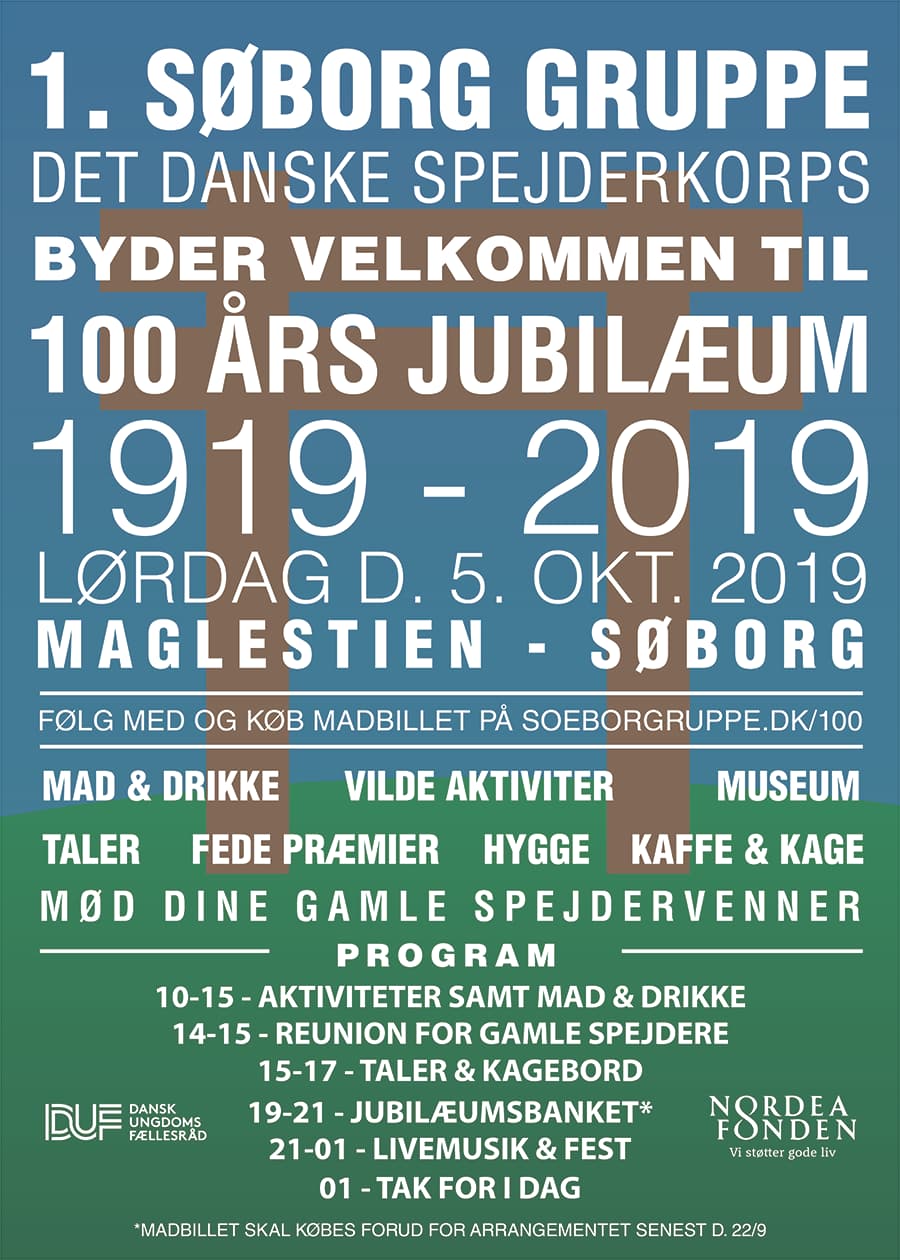 1. SØBORG GRUPPE
DET DANSKE SPEJDERKORPS
BYDER VELKOMMEN TIL
100 ÅRS JUBILÆUM
1919 - 2019
LØRDAG D. 5. OKT. 2019
MAGLESTIEN - SØBORG
FØLG MED OG KØB MADBILLET PÅ SOEBORGRUPPE.DK/100
MAD & DRIKKE VILDE AKTIVITER MUSEUM
TALER FEDE PRÆMIER HYGGE KAFFE & KAGE
MØD DINE GAMLE SPEJDERVENNER
PROGRAM
10-15 - AKTIVITETER SAMT MAD & DRIKKE
14-15 - REUNION FOR GAMLE SPEJDERE
15-17 - TALER & KAGEBORD
19-21 - JUBILÆUMSBANKET*
21-01 - LIVEMUSIK & FEST
01 - TAK FOR I DAG
DUF DANSK
UNGDOMS
FÆLLESRÅD
NORDEA
FONDEN
Vi støtter gode liv
*MADBILLET SKAL KØBES FORUD FOR ARRANGEMENTET SENEST D. 22/9